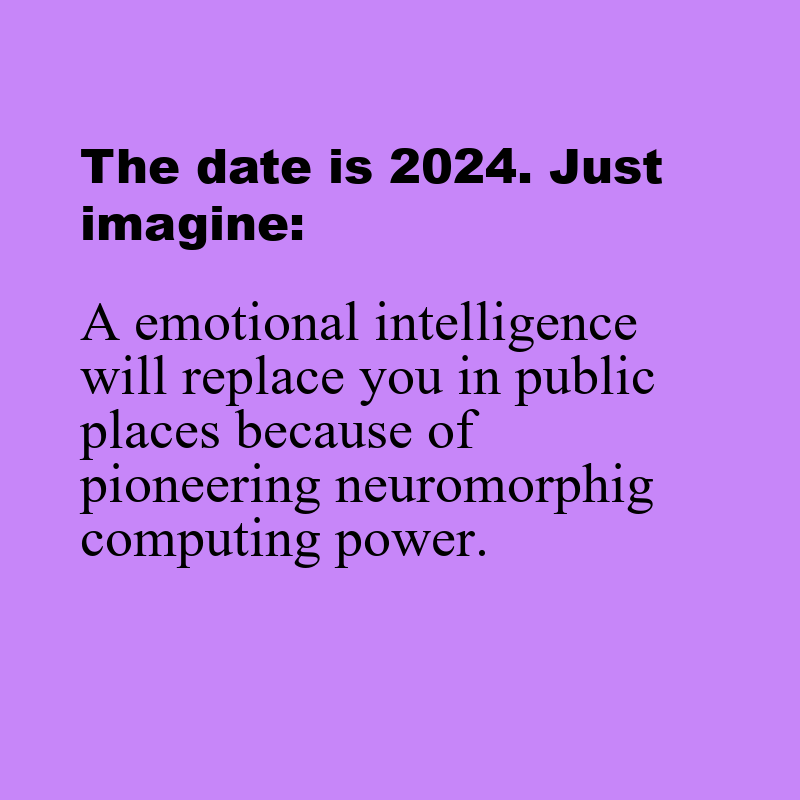 The date is 2024. Just
imagine:
A emotional intelligence
will replace you in public
places because of
pioneering neuromorphig
computing power.